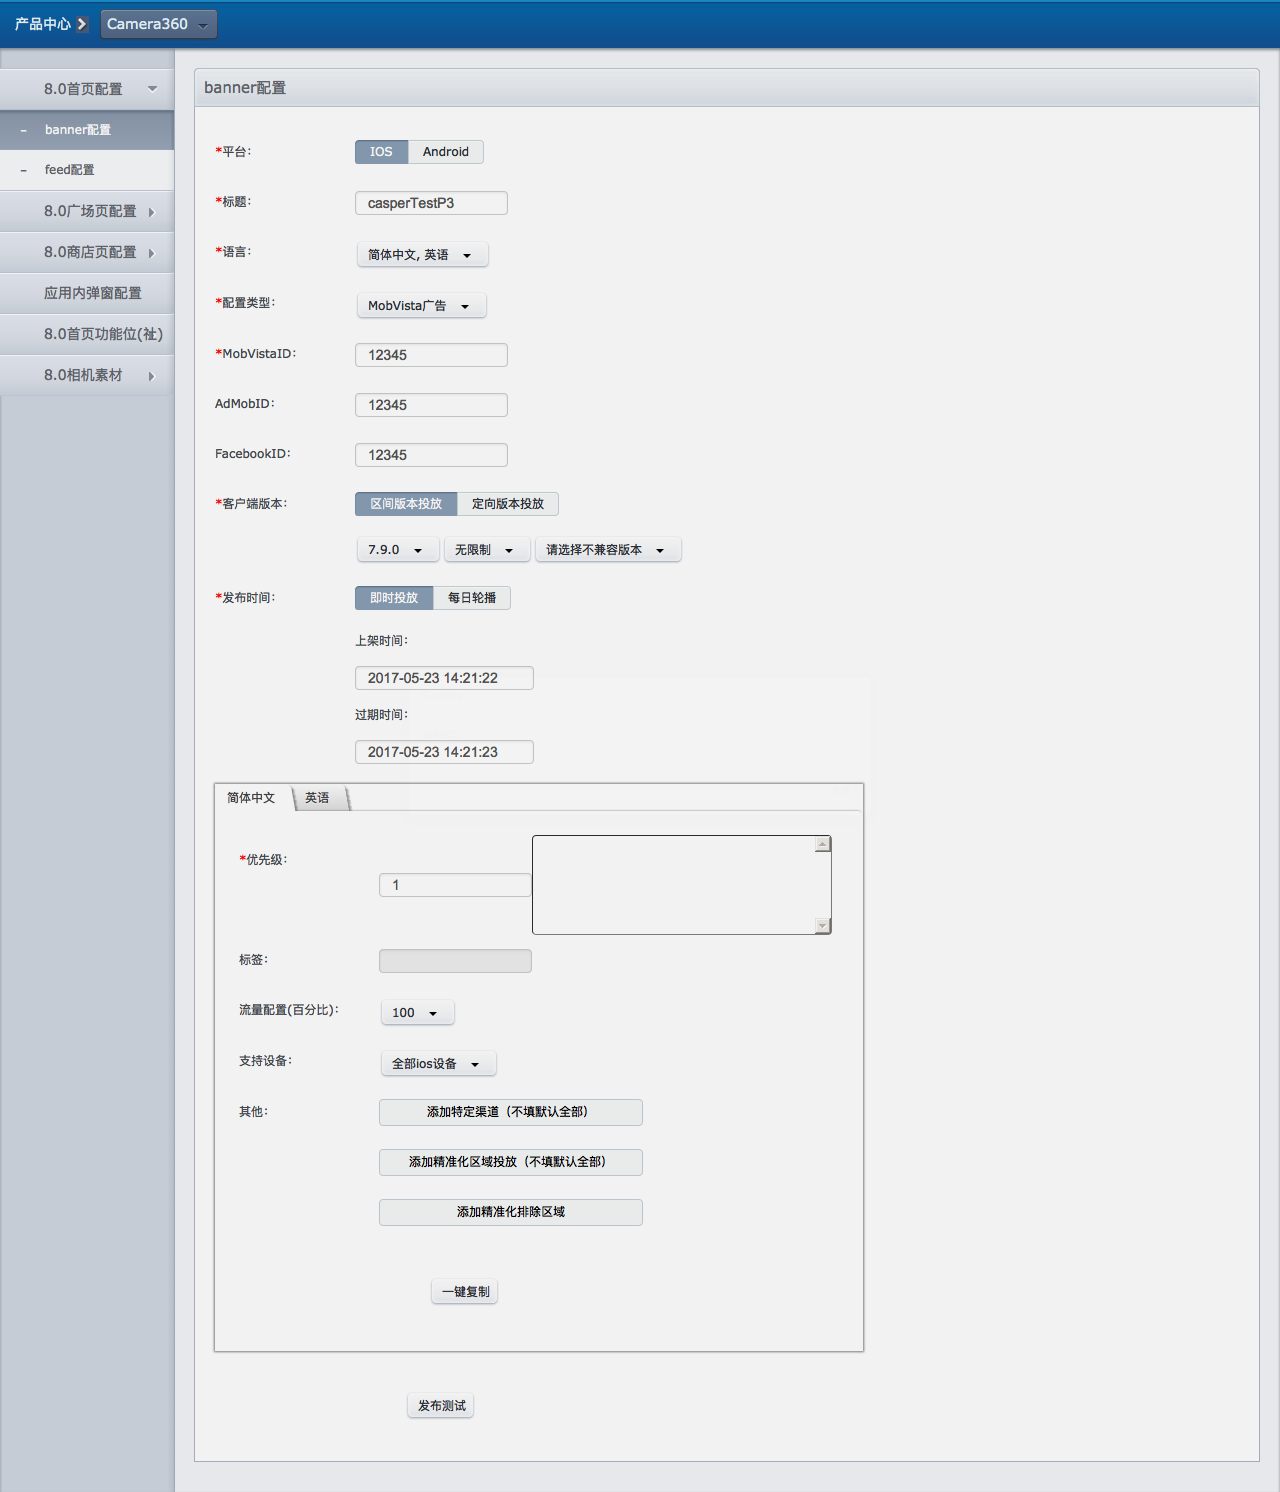 产品中心 Camera360
8.0首页配置
banner配置
feed配置
8.0广场页配置
8.0商店页配置
应用内弹窗配置
8.0首页功能位(祉)
8.0相机素材
banner配置
*平台: IOS Android
*标题: casperTestP3
*语言: 简体中文, 英语
*配置类型: MobVista广告
*MobVistaID: 12345
AdMobID: 12345
FacebookID: 12345
*客户端版本: 区间版本投放 定向版本投放
7.9.0 无限制 请选择不兼容版本
*发布时间: 即时投放 每日轮播
上架时间:
2017-05-23 14:21:22
过期时间:
2017-05-23 14:21:23
简体中文 英语
*优先级: 1
标签:
流量配置(百分比): 100
支持设备: 全部ios设备
其他: 添加特定渠道（不填默认全部）
添加精准化区域投放（不填默认全部）
添加精准化排除区域
一键复制
发布测试